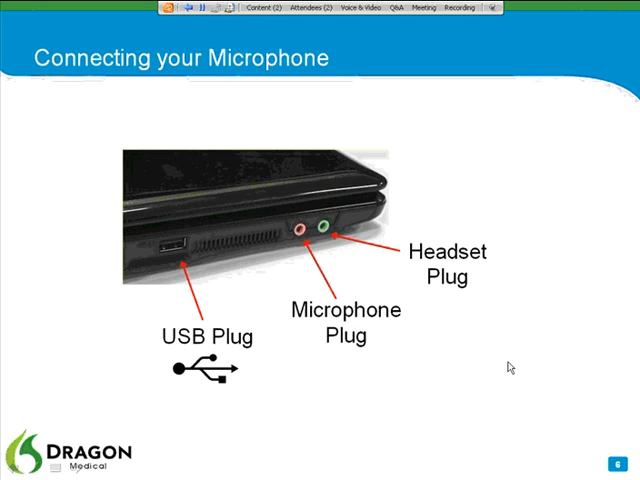 Content (2) Attendees (2) Voice & Video Q&A Meeting Recording
Connecting your Microphone
Headset
Plug
Microphone
Plug
USB Plug
DRAGON
Medical
6